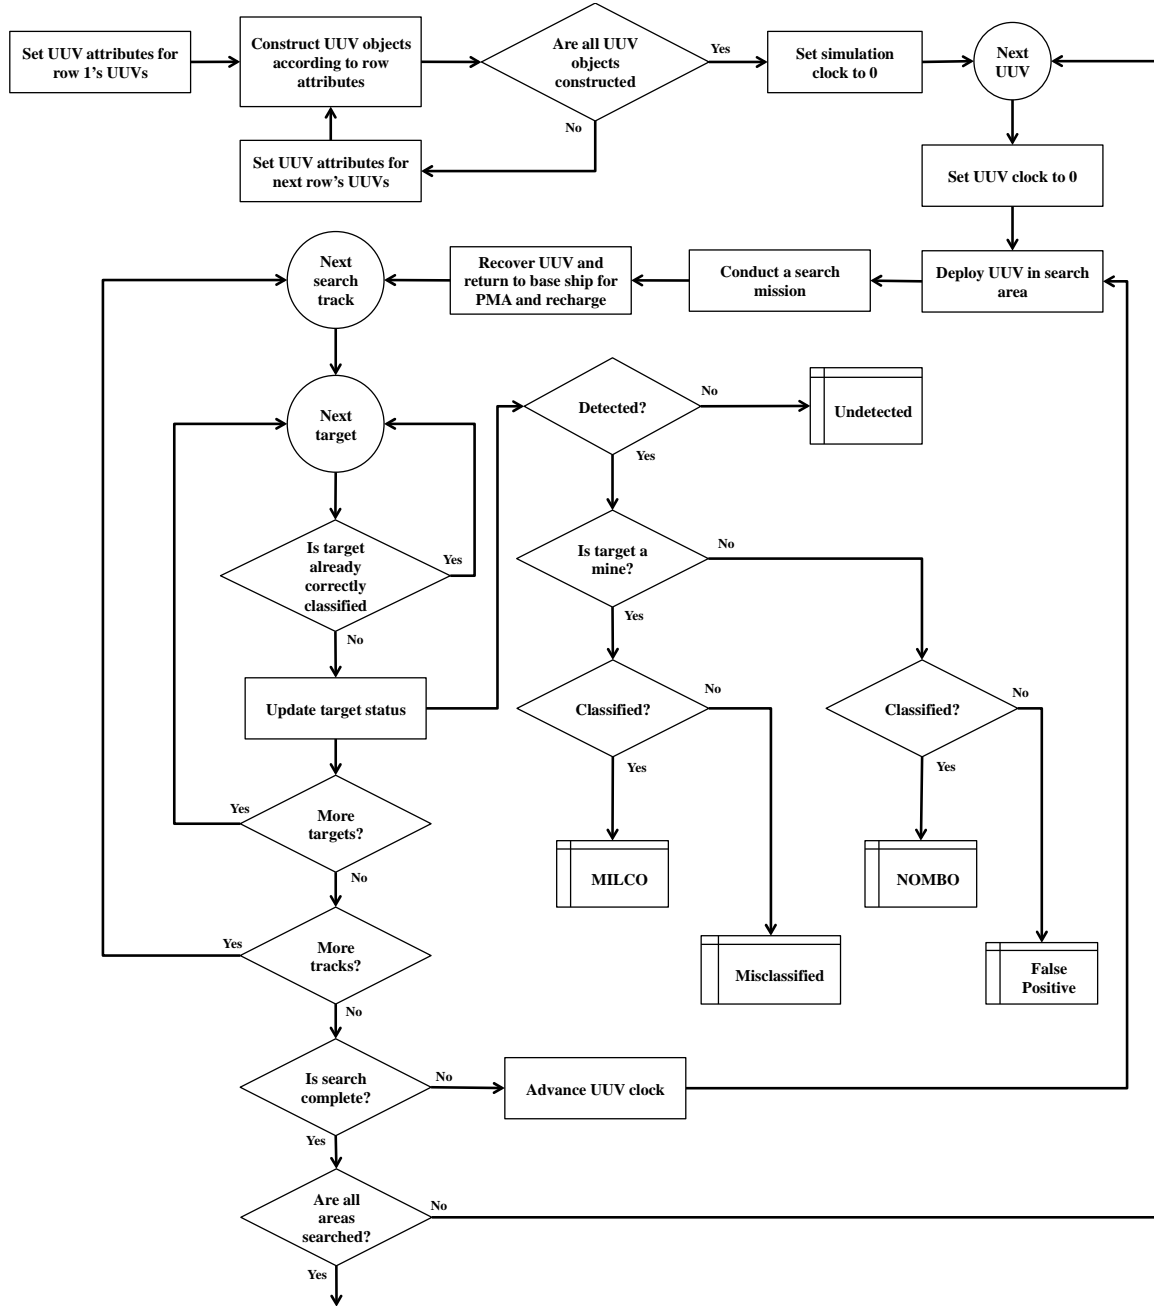 Set UUV attributes for
row 1's UUVs
Construct UUV objects
according to row
attributes
Are all UUV
objects
constructed
Yes
Set simulation
clock to 0
Next
UUV
No
Set UUV attributes for
next row's UUVs
Set UUV clock to 0
Next
search
track
Recover UUV and
return to base ship for
PMA and recharge
Conduct a search
mission
Deploy UUV in search
area
Next
target
Detected?
No
Undetected
Yes
Is target
already
correctly
classified
Yes
Is target a
mine?
No
Yes
No
Update target status
Classified?
No
Classified?
No
Yes
Yes
Yes
More
targets?
No
MILCO
NOMBO
Yes
More
tracks?
Misclassified
False
Positive
No
Is search
complete?
No
Advance UUV clock
Yes
Are all
areas
searched?
No
Yes